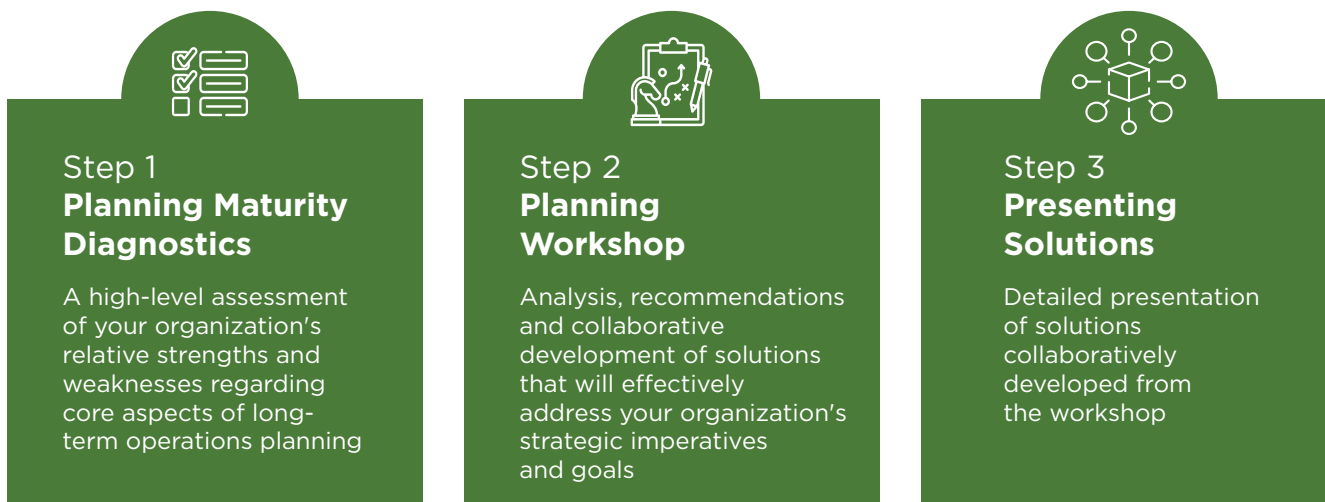 Step 1
Planning Maturity
Diagnostics
A high-level assessment
of your organization's
relative strengths and
weaknesses regarding
core aspects of long-
term operations planning
Step 2
Planning
Workshop
Analysis, recommendations
and collaborative
development of solutions
that will effectively
address your organization's
strategic imperatives
and goals
Step 3
Presenting
Solutions
Detailed presentation
of solutions
collaboratively
developed from
the workshop